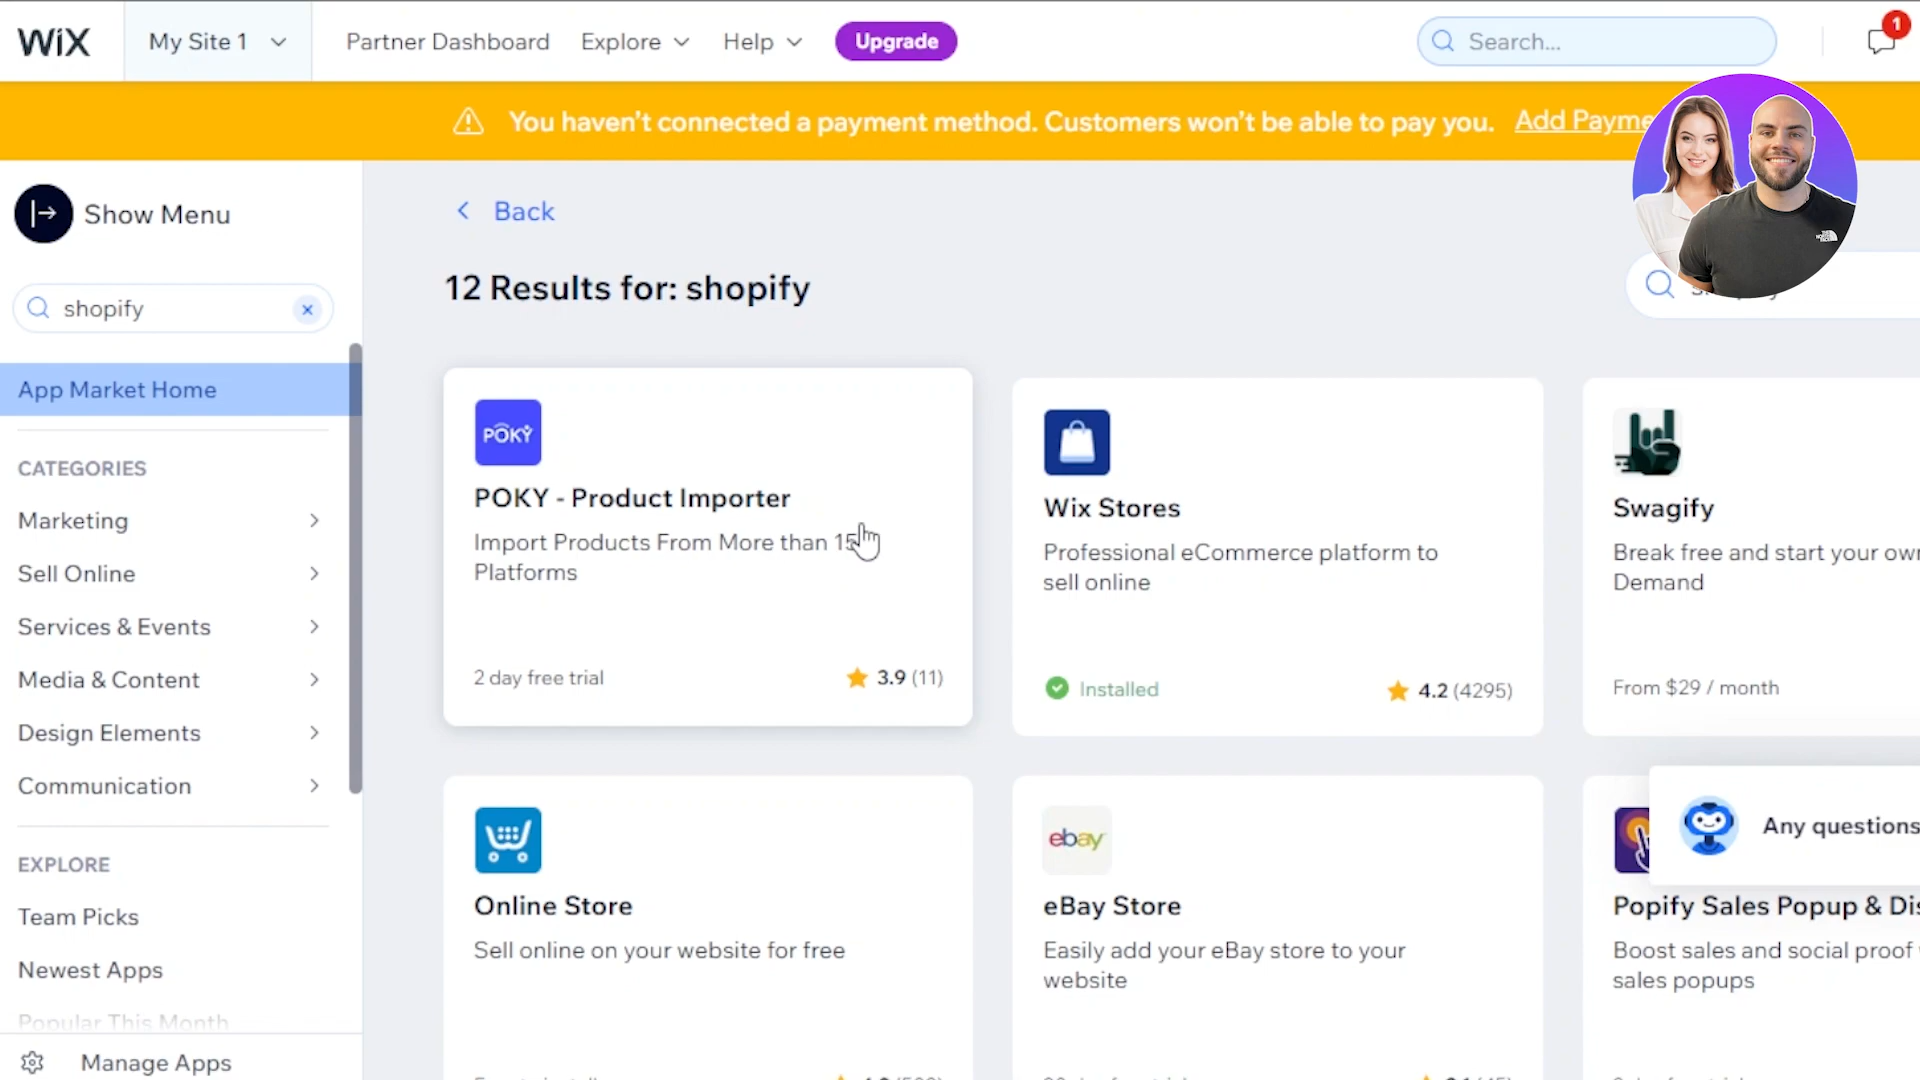 WIX
My Site 1
Partner Dashboard
Explore
Help
Upgrade
Search...
1
You haven't connected a payment method. Customers won't be able to pay you.
Add Payme
Show Menu
shopify
App Market Home
CATEGORIES
Marketing
Sell Online
Services & Events
Media & Content
Design Elements
Communication
EXPLORE
Team Picks
Newest Apps
Popular This Month
Manage Apps
Back
12 Results for: shopify
POKY
POKY - Product Importer
Import Products From More than 15
Platforms
2 day free trial
3.9 (11)
Wix Stores
Professional eCommerce platform to
sell online
Installed
4.2 (4295)
Swagify
Break free and start your own
Demand
From $29 / month
Online Store
Sell online on your website for free
ebay
eBay Store
Easily add your eBay store to your
website
Popify Sales Popup & Dis
Boost sales and social proof
sales popups
Any questions